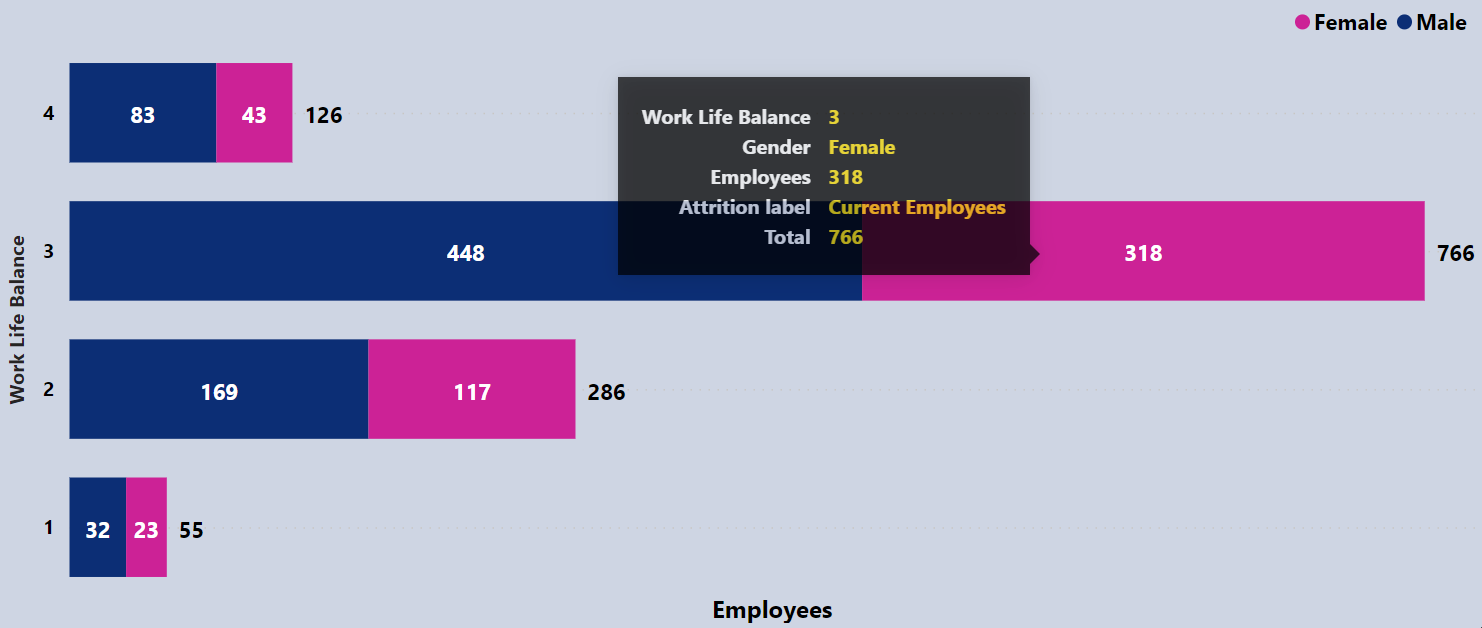 Female Male
4 83 43 126
Work Life Balance 3
Gender Female
Employees 318
Attrition label Current Employees
Total 766
3 448 318 766
Work Life Balance
2 169 117 286
1 32 23 55
Employees